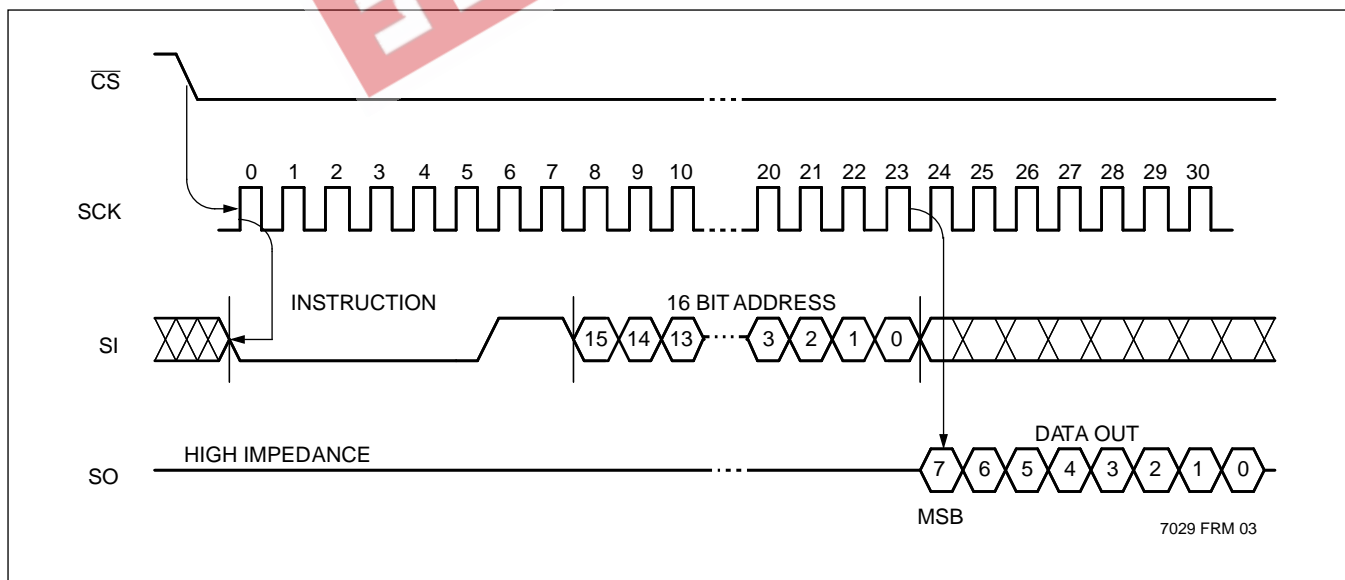 CS
0 1 2 3 4 5 6 7 8 9 10 20 21 22 23 24 25 26 27 28 29 30
SCK
INSTRUCTION
16 BIT ADDRESS
SI
15 14 13 3 2 1 0
HIGH IMPEDANCE
DATA OUT
SO
7 6 5 4 3 2 1 0
MSB
7029 FRM 03